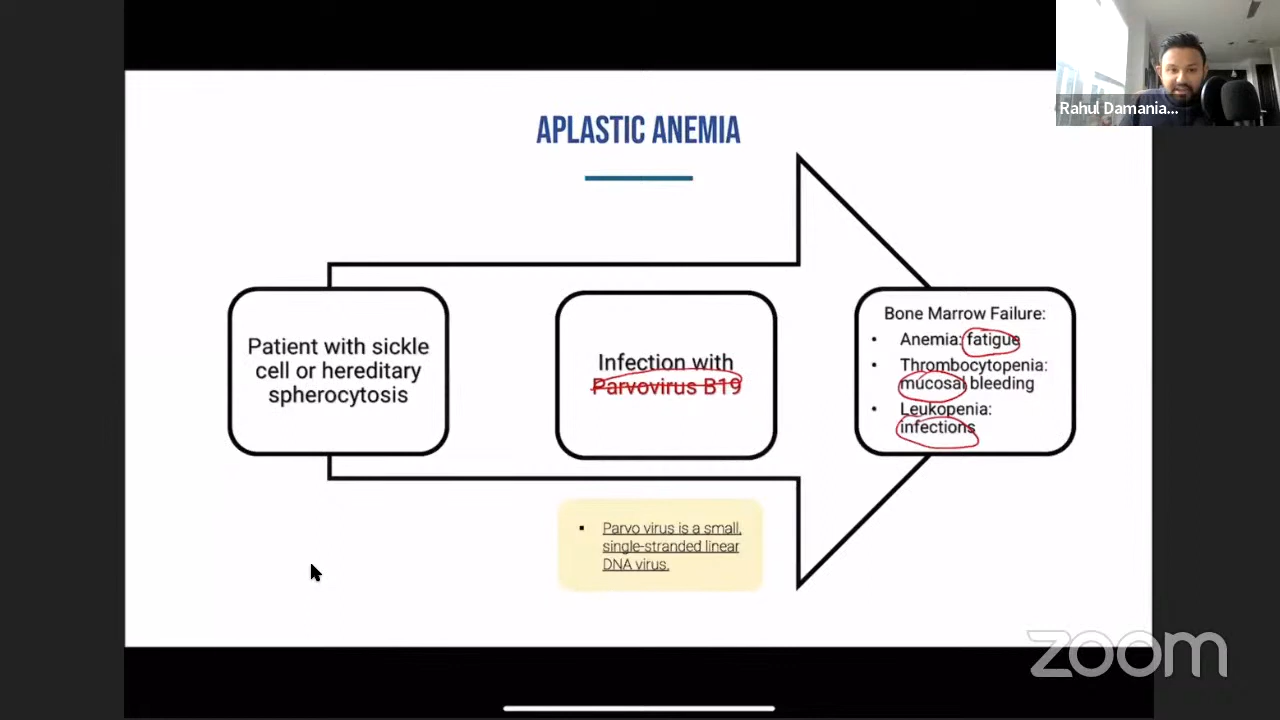 Rahul Damania...
APLASTIC ANEMIA
Patient with sickle
cell or hereditary
spherocytosis
Infection with
Parvovirus B19
Bone Marrow Failure:
• Anemia: fatigue
• Thrombocytopenia:
mucosal bleeding
• Leukopenia:
infections
▪ Parvo virus is a small,
single-stranded linear
DNA virus.
zoom